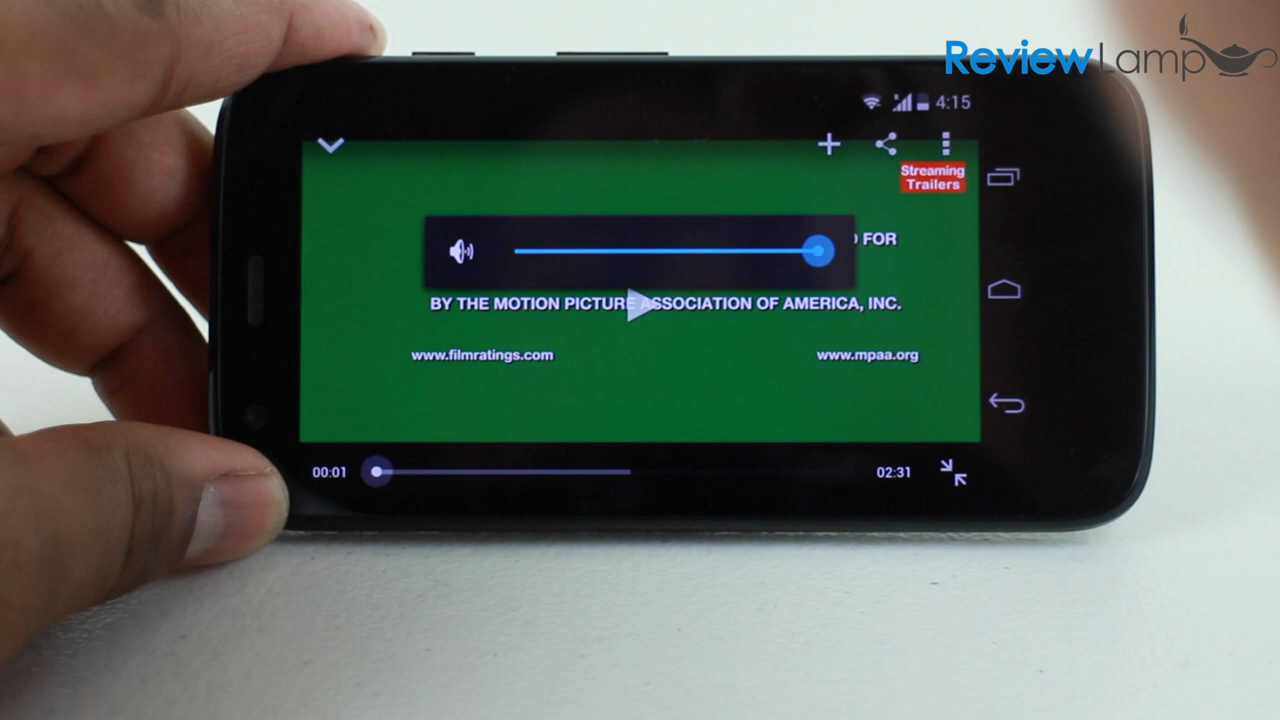 ReviewLamp
4:15
Streaming
Trailers
FOR
BY THE MOTION PICTURE ASSOCIATION OF AMERICA, INC.
www.filmratings.com
www.mpaa.org
00:01
02:31